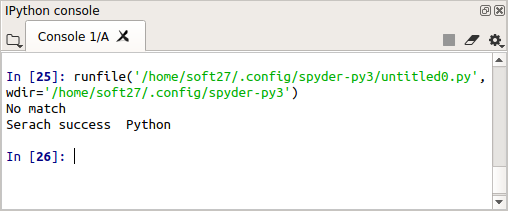 IPython console
Console 1/A
In [25]: runfile('/home/soft27/.config/spyder-py3/untitled0.py',
wdir='/home/soft27/.config/spyder-py3')
No match
Serach success  Python
In [26]: